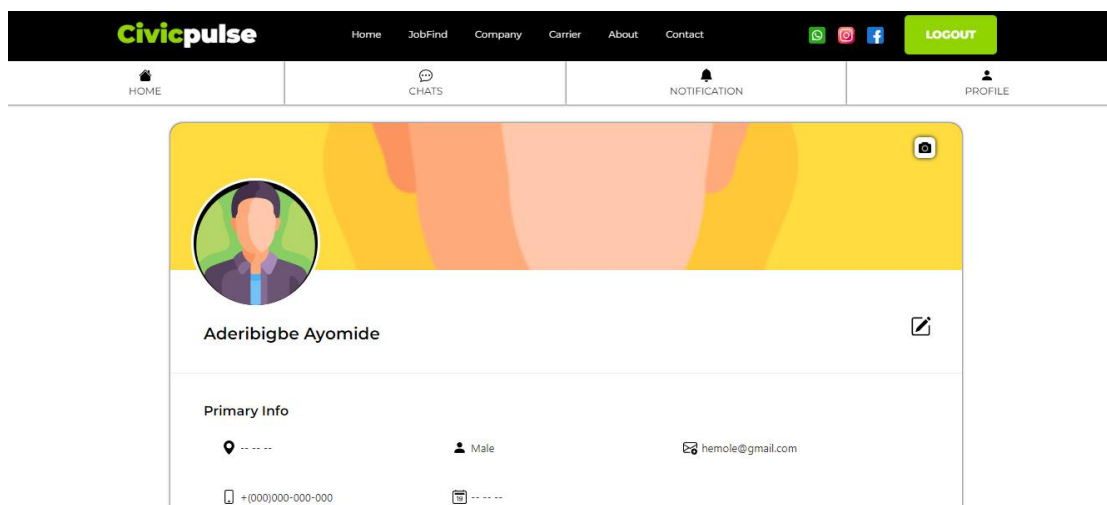 Civicpulse Home JobFind Company Carrier About Contact LOGOUT
HOME CHATS NOTIFICATION PROFILE
Aderibigbe Ayomide
Primary Info
-- -- -- Male hemole@gmail.com
+(000)000-000-000 19 -- -- --